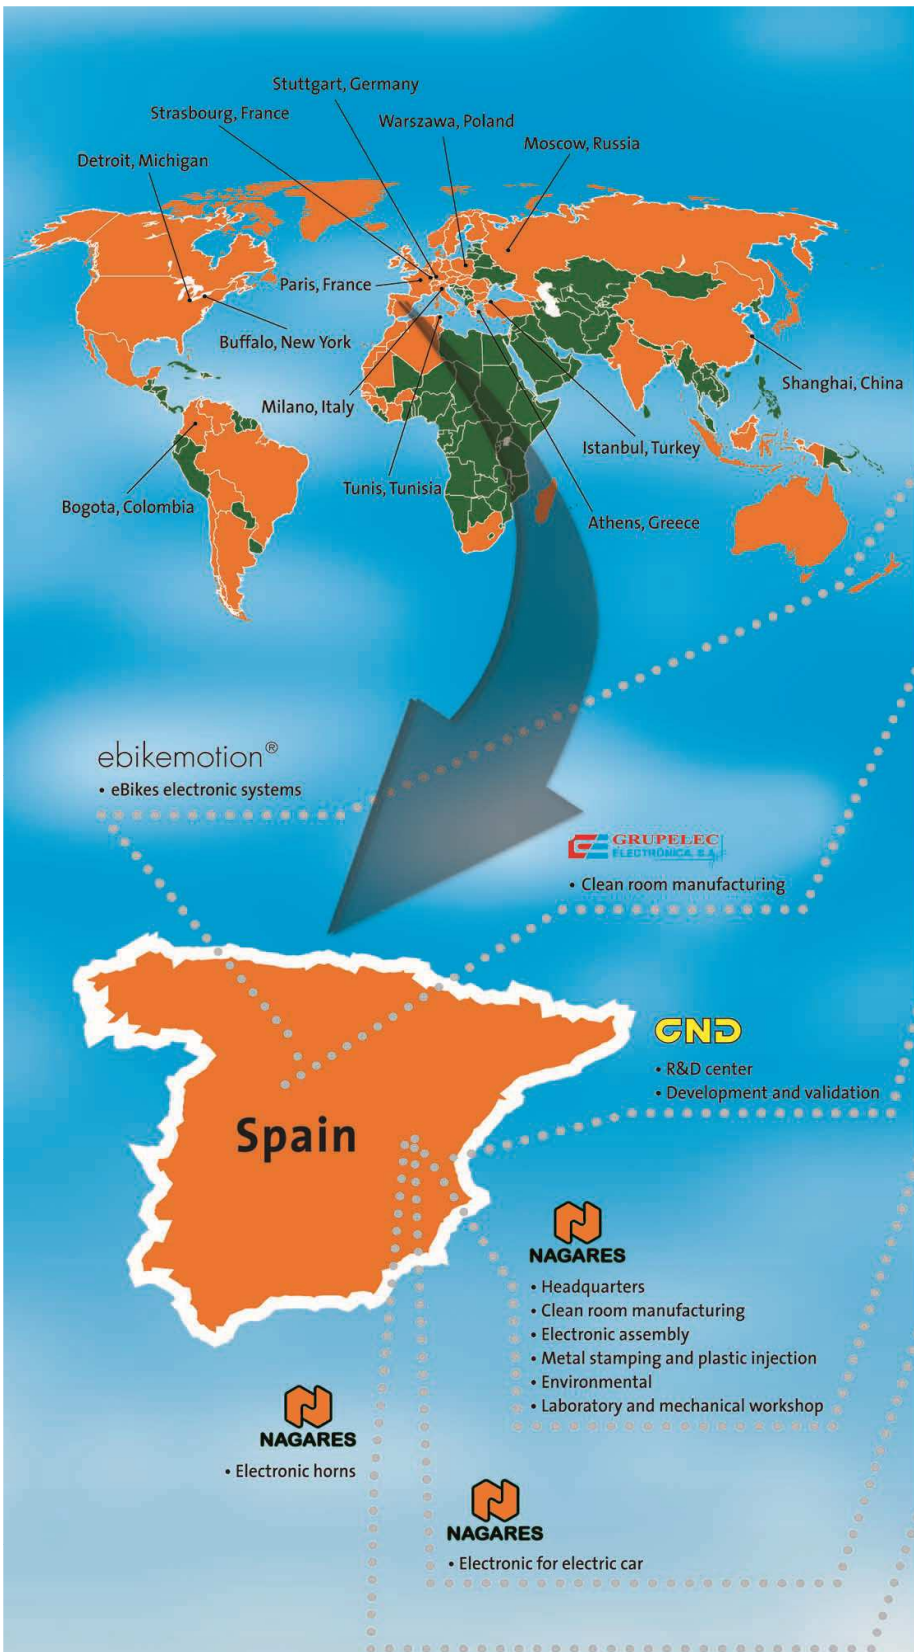 Stuttgart, Germany
Strasbourg, France
Warszawa, Poland
Moscow, Russia
Detroit, Michigan
Paris, France
Buffalo, New York
Shanghai, China
Milano, Italy
Istanbul, Turkey
Tunis, Tunisia
Bogota, Colombia
Athens, Greece
ebikemotion®
• eBikes electronic systems
GRUPELEC
ELECTRÓNICA, S.A.
• Clean room manufacturing
GND
• R&D center
• Development and validation
Spain
NAGARES
• Headquarters
• Clean room manufacturing
• Electronic assembly
• Metal stamping and plastic injection
• Environmental
• Laboratory and mechanical workshop
NAGARES
• Electronic horns
NAGARES
• Electronic for electric car